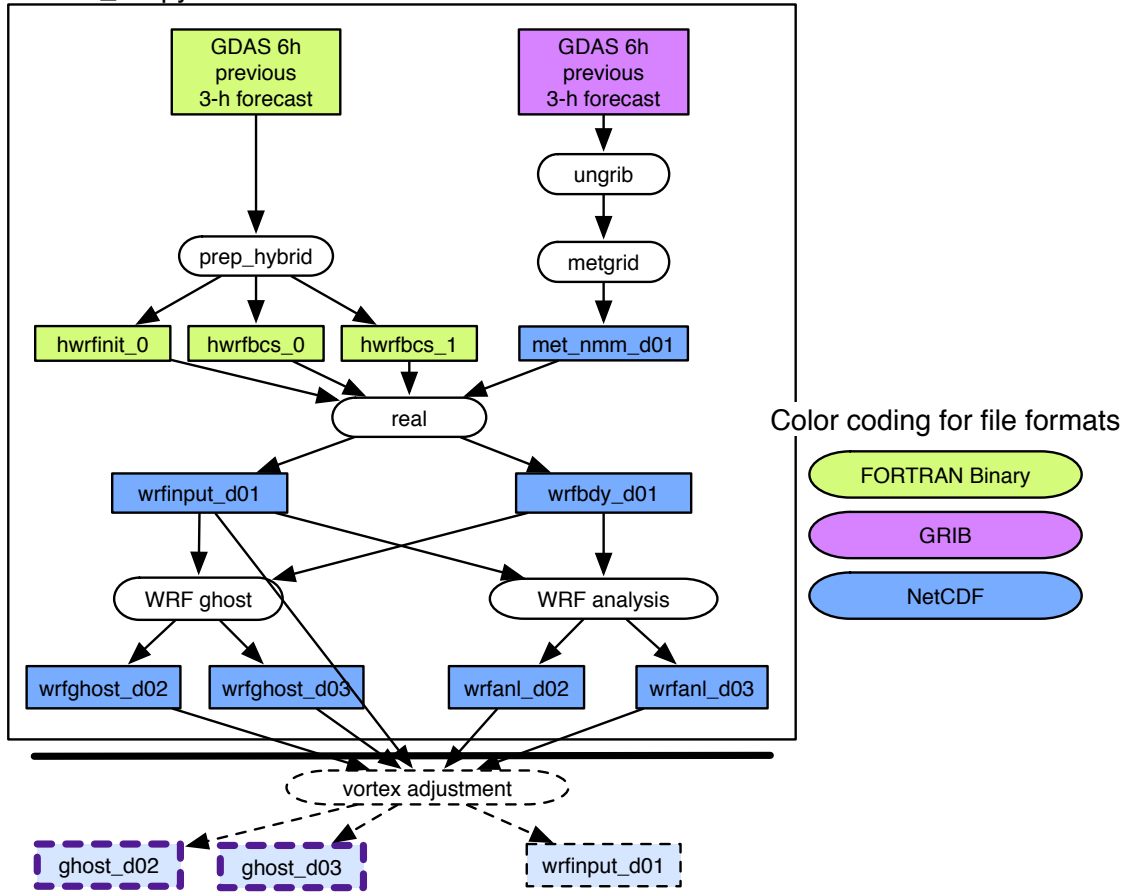 GDAS 6h
previous
3-h forecast
GDAS 6h
previous
3-h forecast
ungrib
prep_hybrid
metgrid
hwrfinit_0
hwrfbcs_0
hwrfbcs_1
met_nmm_d01
real
Color coding for file formats
FORTRAN Binary
GRIB
NetCDF
wrfinput_d01
wrfbdy_d01
WRF ghost
WRF analysis
wrfghost_d02
wrfghost_d03
wrfanl_d02
wrfanl_d03
vortex adjustment
ghost_d02
ghost_d03
wrfinput_d01